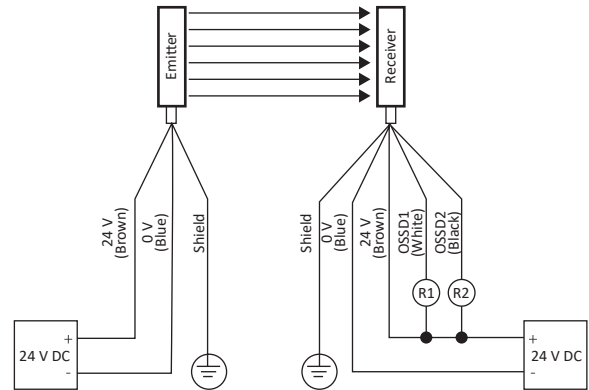 Emitter
Receiver
24 V
(Brown)
0 V
(Blue)
Shield
Shield
0 V
(Blue)
24 V
(Brown)
OSSD1
(White)
OSSD2
(Black)
R1
R2
+
24 V DC
-
+
24 V DC
-